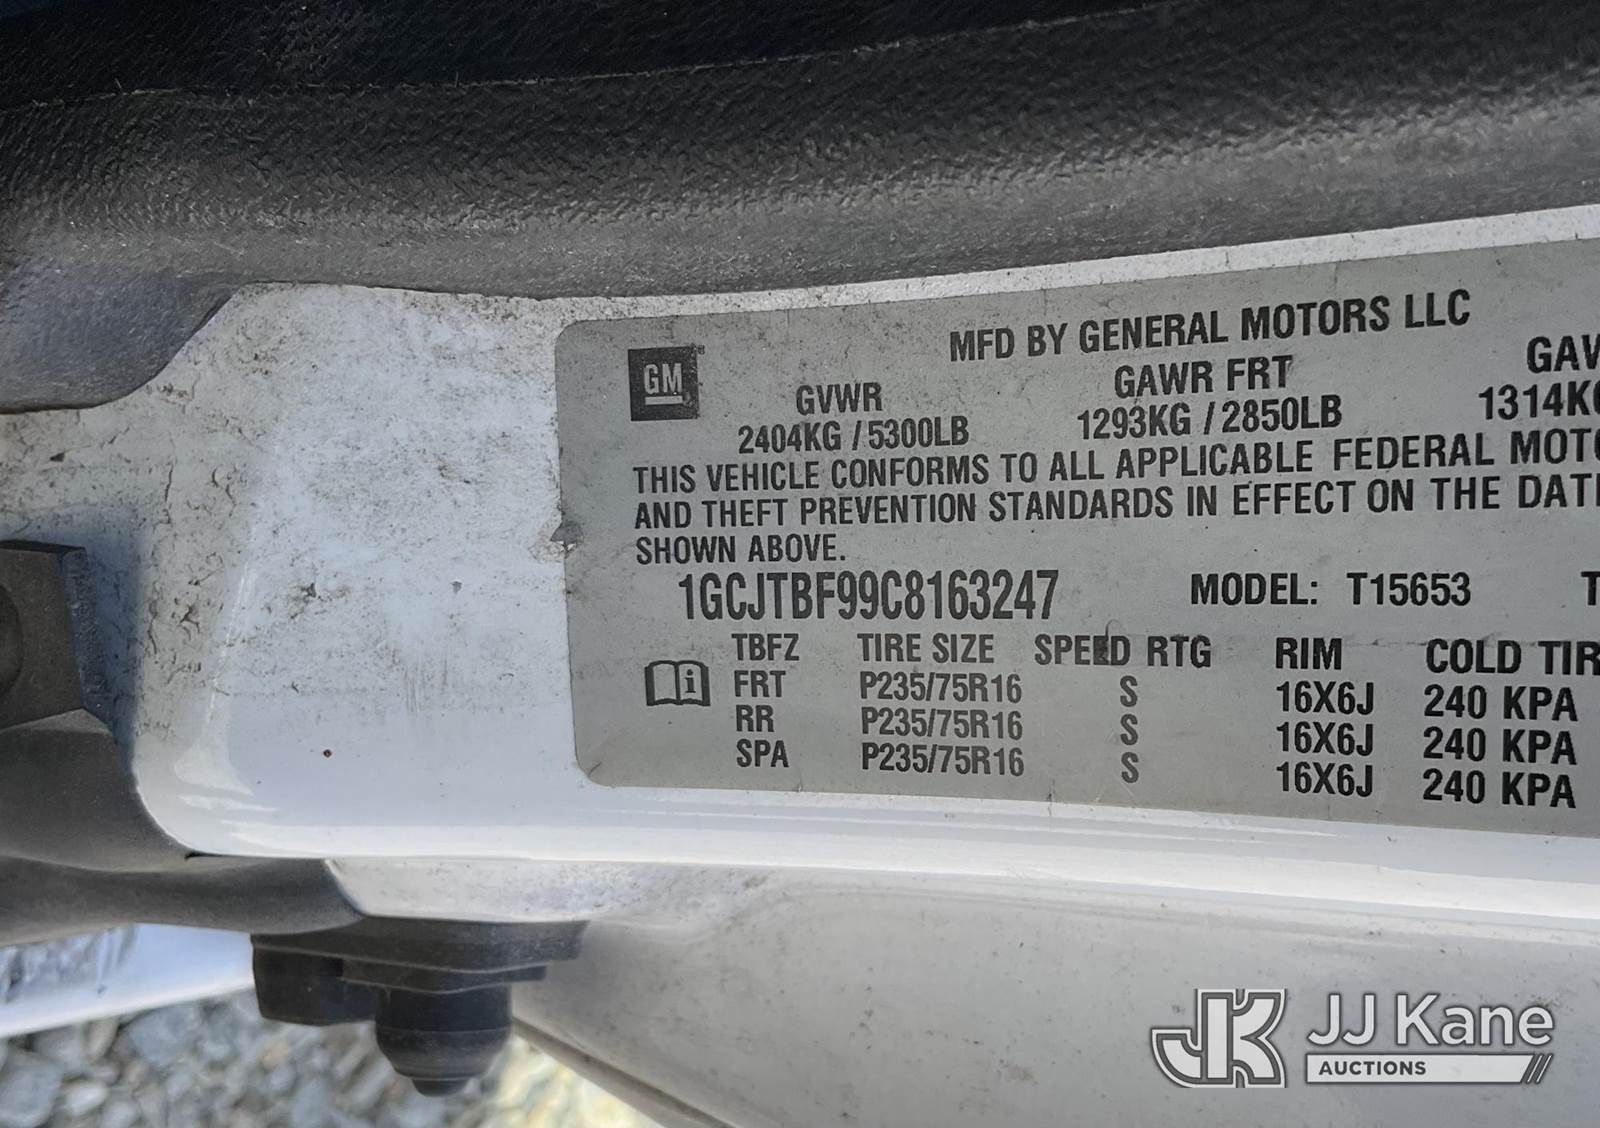 MFD BY GENERAL MOTORS LLC
GM
GVWR GAWR FRT
2404KG / 5300LB 1293KG / 2850LB
THIS VEHICLE CONFORMS TO ALL APPLICABLE FEDERAL
AND THEFT PREVENTION STANDARDS IN EFFECT ON THE
SHOWN ABOVE.
1GCJTBF99C8163247 MODEL: T15653
TBFZ TIRE SIZE SPEED RTG RIM COLD
FRT P235/75R16 S 16X6J 240 KPA
RR P235/75R16 S 16X6J 240 KPA
SPA P235/75R16 S 16X6J 240 KPA
JK JJ Kane
AUCTIONS